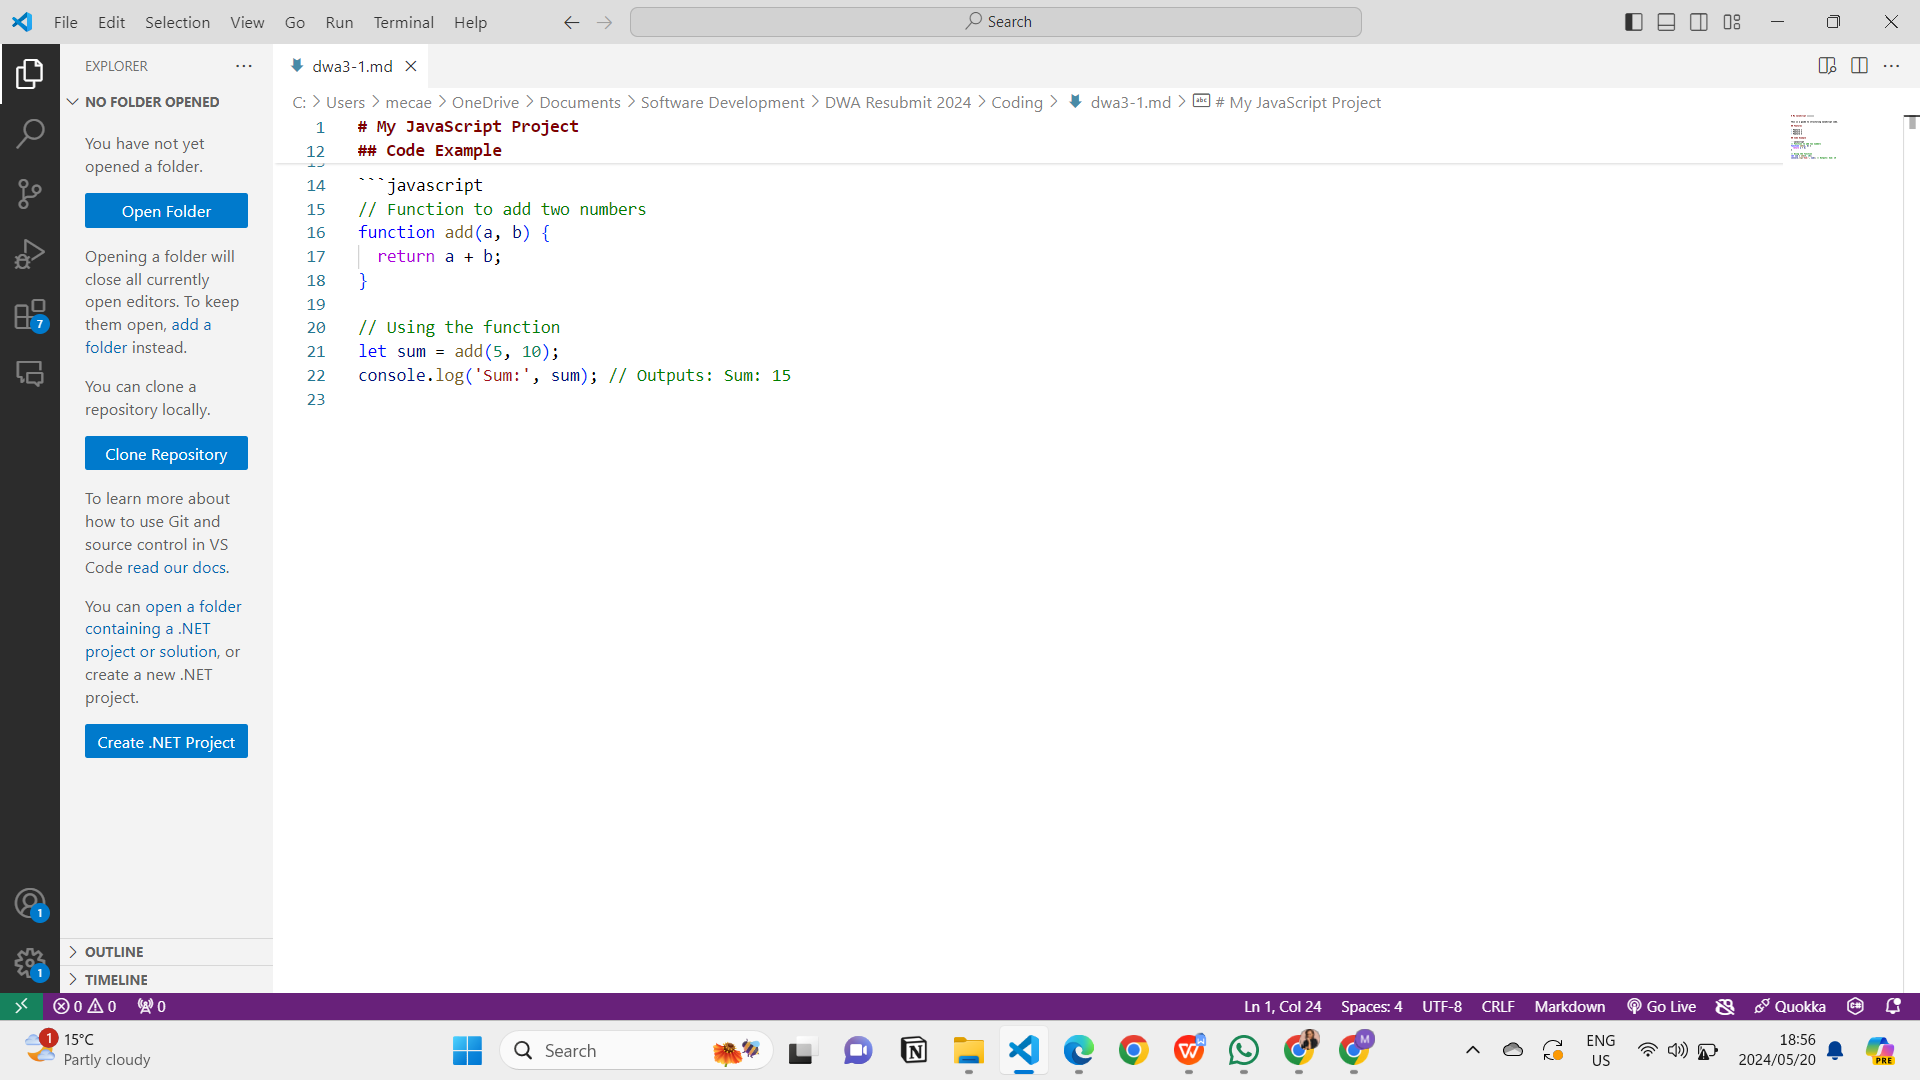 File Edit Selection View Go Run Terminal Help
Search
EXPLORER
NO FOLDER OPENED
You have not yet
opened a folder.
Open Folder
Opening a folder will
close all currently
open editors. To keep
them open, add a
folder instead.
You can clone a
repository locally.
Clone Repository
To learn more about
how to use Git and
source control in VS
Code read our docs.
You can open a folder
containing a .NET
project or solution, or
create a new .NET
project.
Create .NET Project
OUTLINE
TIMELINE
7
1
1
dwa3-1.md
C: > Users > mecae > OneDrive > Documents > Software Development > DWA Resubmit 2024 > Coding > dwa3-1.md > # My JavaScript Project
1 # My JavaScript Project
12 ## Code Example
14 ```javascript
15 // Function to add two numbers
16 function add(a, b) {
17 return a + b;
18 }
19
20 // Using the function
21 let sum = add(5, 10);
22 console.log('Sum:', sum); // Outputs: Sum: 15
23
0 0 0
Ln 1, Col 24 Spaces: 4 UTF-8 CRLF Markdown Go Live Quokka
1
15°C
Partly cloudy
Search
M
ENG
US
18:56
2024/05/20
PRE